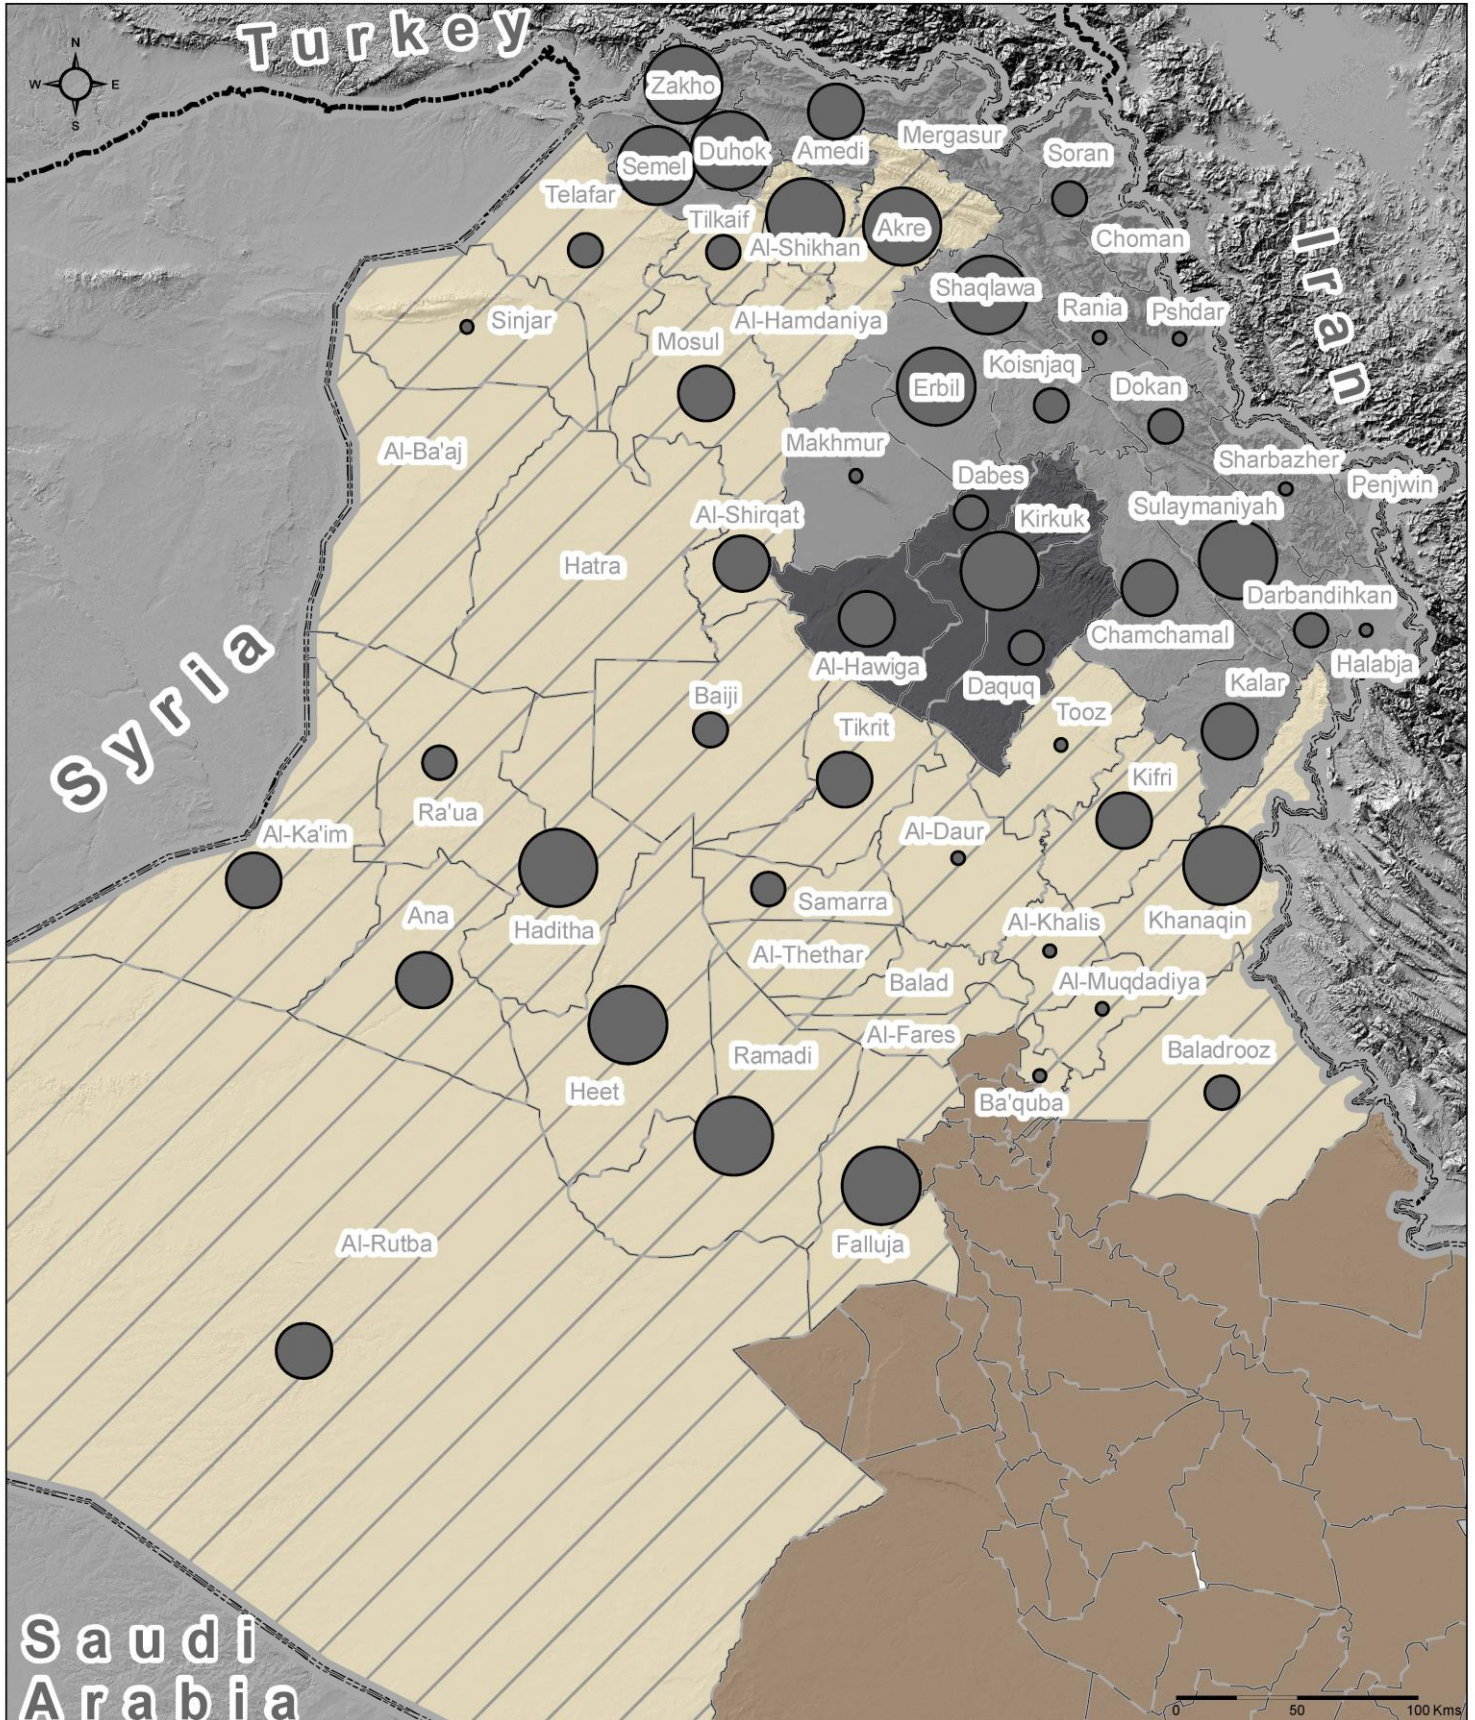 Turkey
N
W E
S
Zakho
Mergasur
Duhok
Amedi
Soran
Semel
Telafar
Tilkaif
Al-Shikhan
Akre
Choman
Iran
Shaqlawa
Sinjar
Al-Hamdaniya
Rania
Pshdar
Mosul
Koisnjaq
Erbil
Dokan
Makhmur
Al-Ba'aj
Sharbazher
Dabes
Penjwin
Al-Shirqat
Kirkuk
Sulaymaniyah
Hatra
Darbandihkan
Chamchamal
Al-Hawiga
Halabja
Syria
Daquq
Kalar
Baiji
Tooz
Tikrit
Kifri
Ra'ua
Al-Ka'im
Al-Daur
Samarra
Ana
Haditha
Al-Khalis
Khanaqin
Al-Thethar
Balad
Al-Muqdadiya
Al-Fares
Ramadi
Baladrooz
Heet
Ba'quba
Al-Rutba
Falluja
Saudi
Arabia
0 50 100 Kms